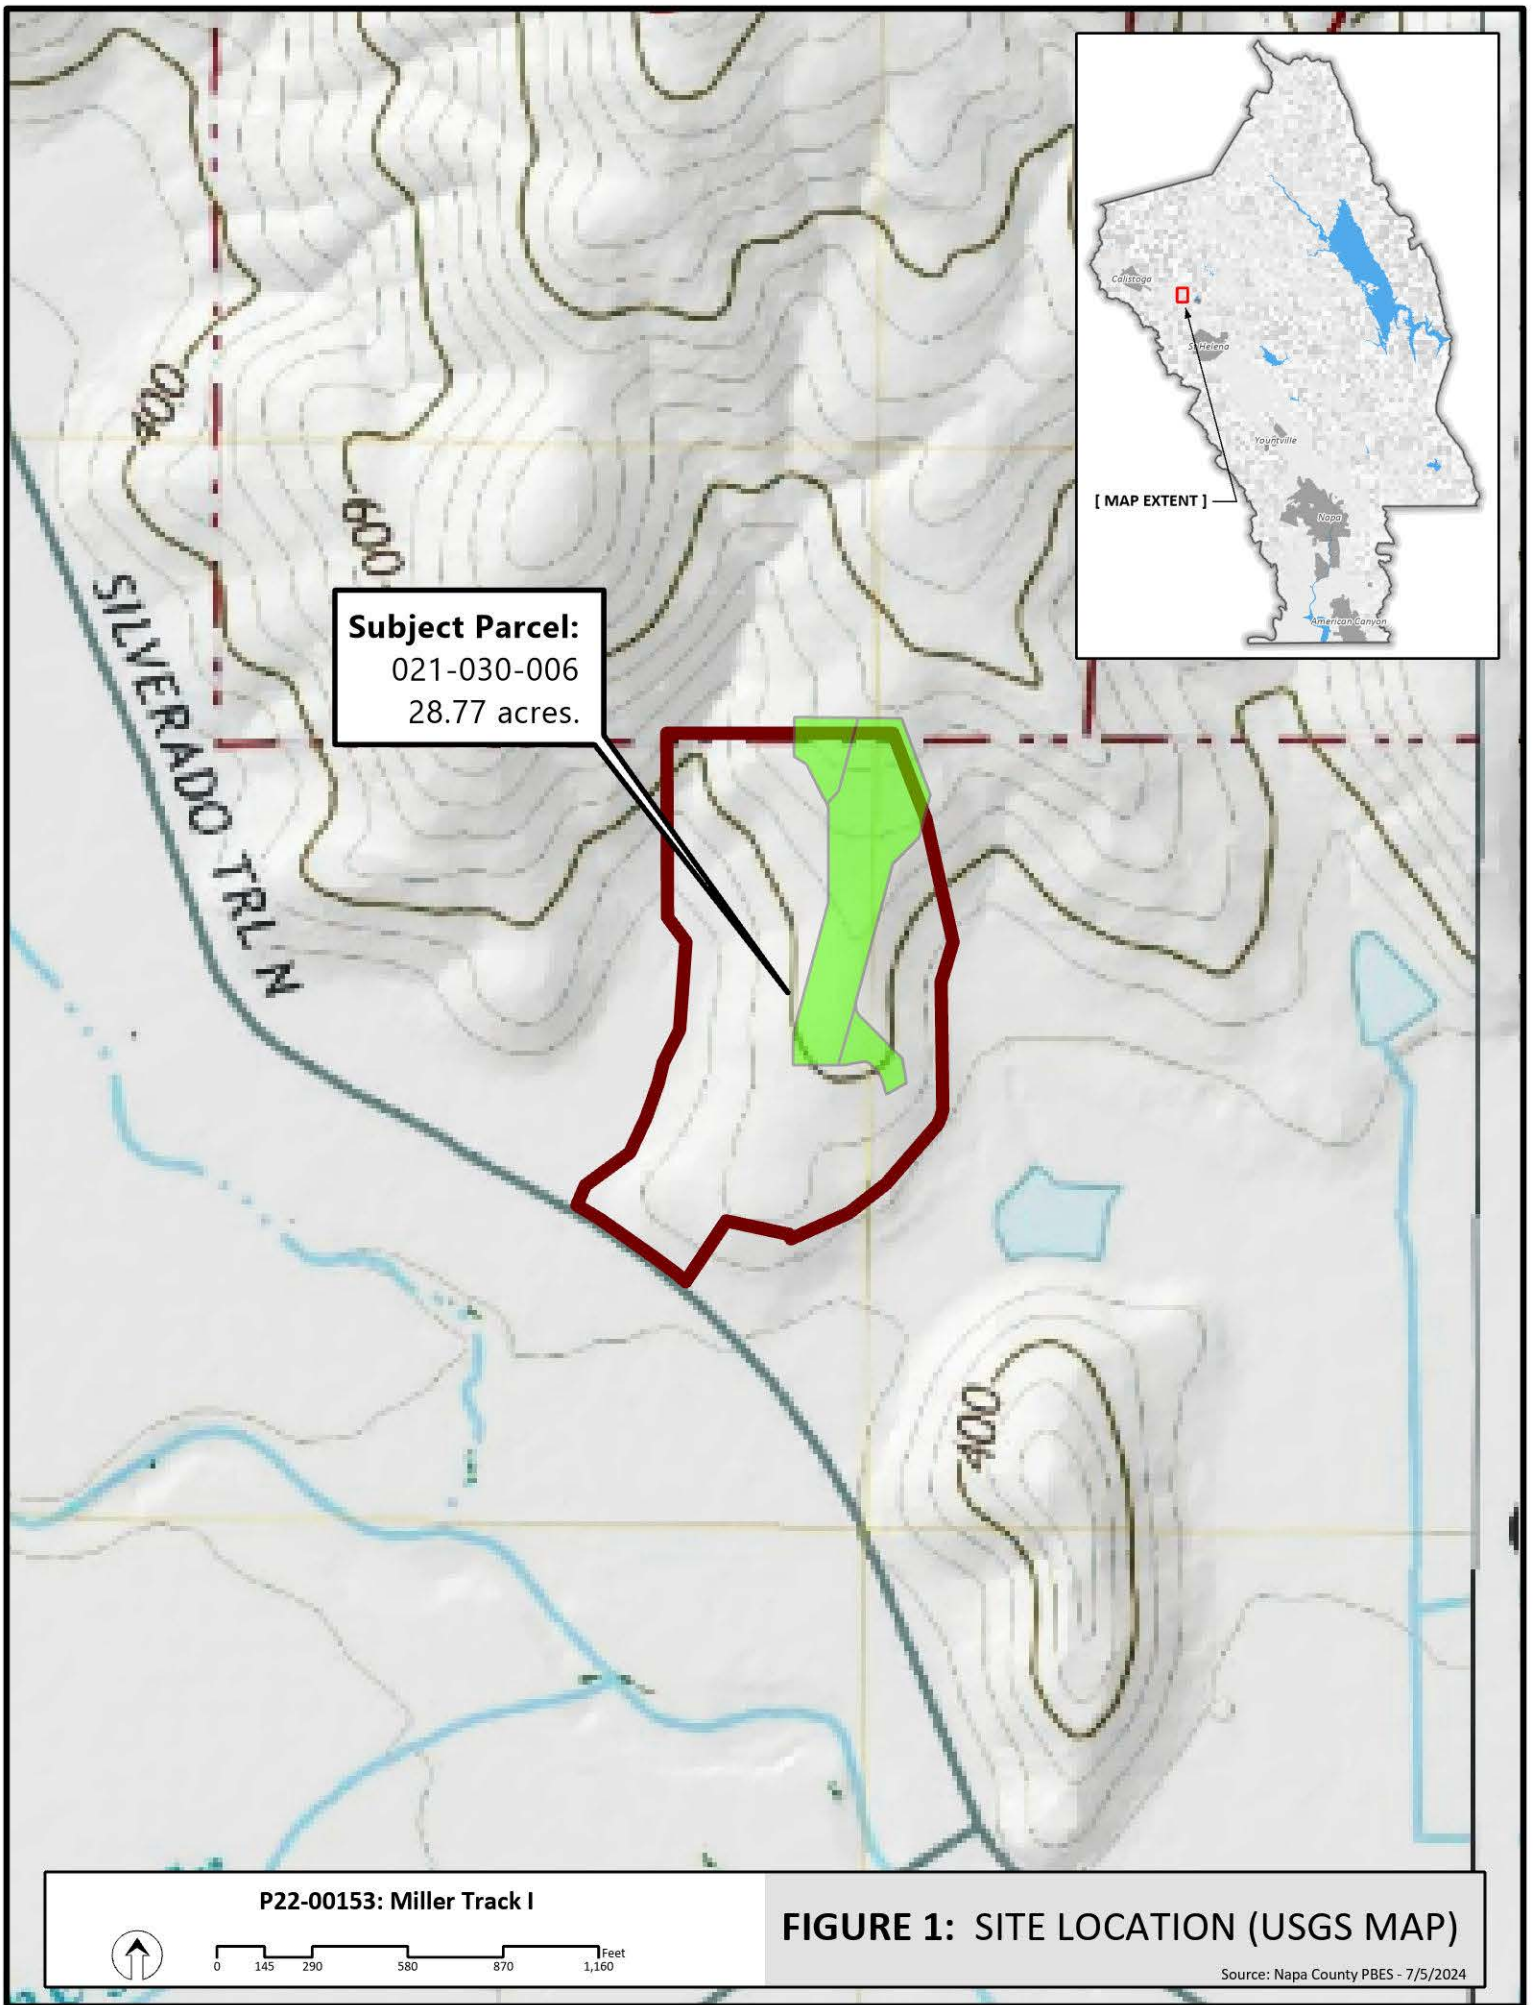 Calistoga
St Helena
[ MAP EXTENT ]
Yountville
Napa
American Canyon
400
600
SILVERADO TRL N
Subject Parcel:
021-030-006
28.77 acres.
400
P22-00153: Miller Track I
0 145 290 580 870 1,160 Feet
FIGURE 1: SITE LOCATION (USGS MAP)
Source: Napa County PBES - 7/5/2024